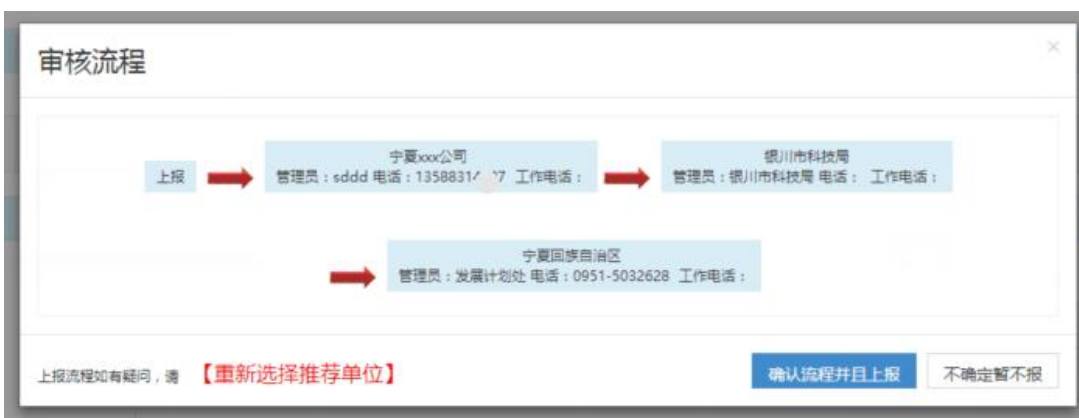 审核流程
×
上报
宁夏xxx公司
管理员：sddd 电话：1358831 工作电话：
银川市科技局
管理员：银川市科技局 电话： 工作电话：
宁夏回族自治区
管理员：发展计划处 电话：0951-5032628 工作电话：
上报流程如有疑问，请 【重新选择推荐单位】
确认流程并且上报 不确定暂不报